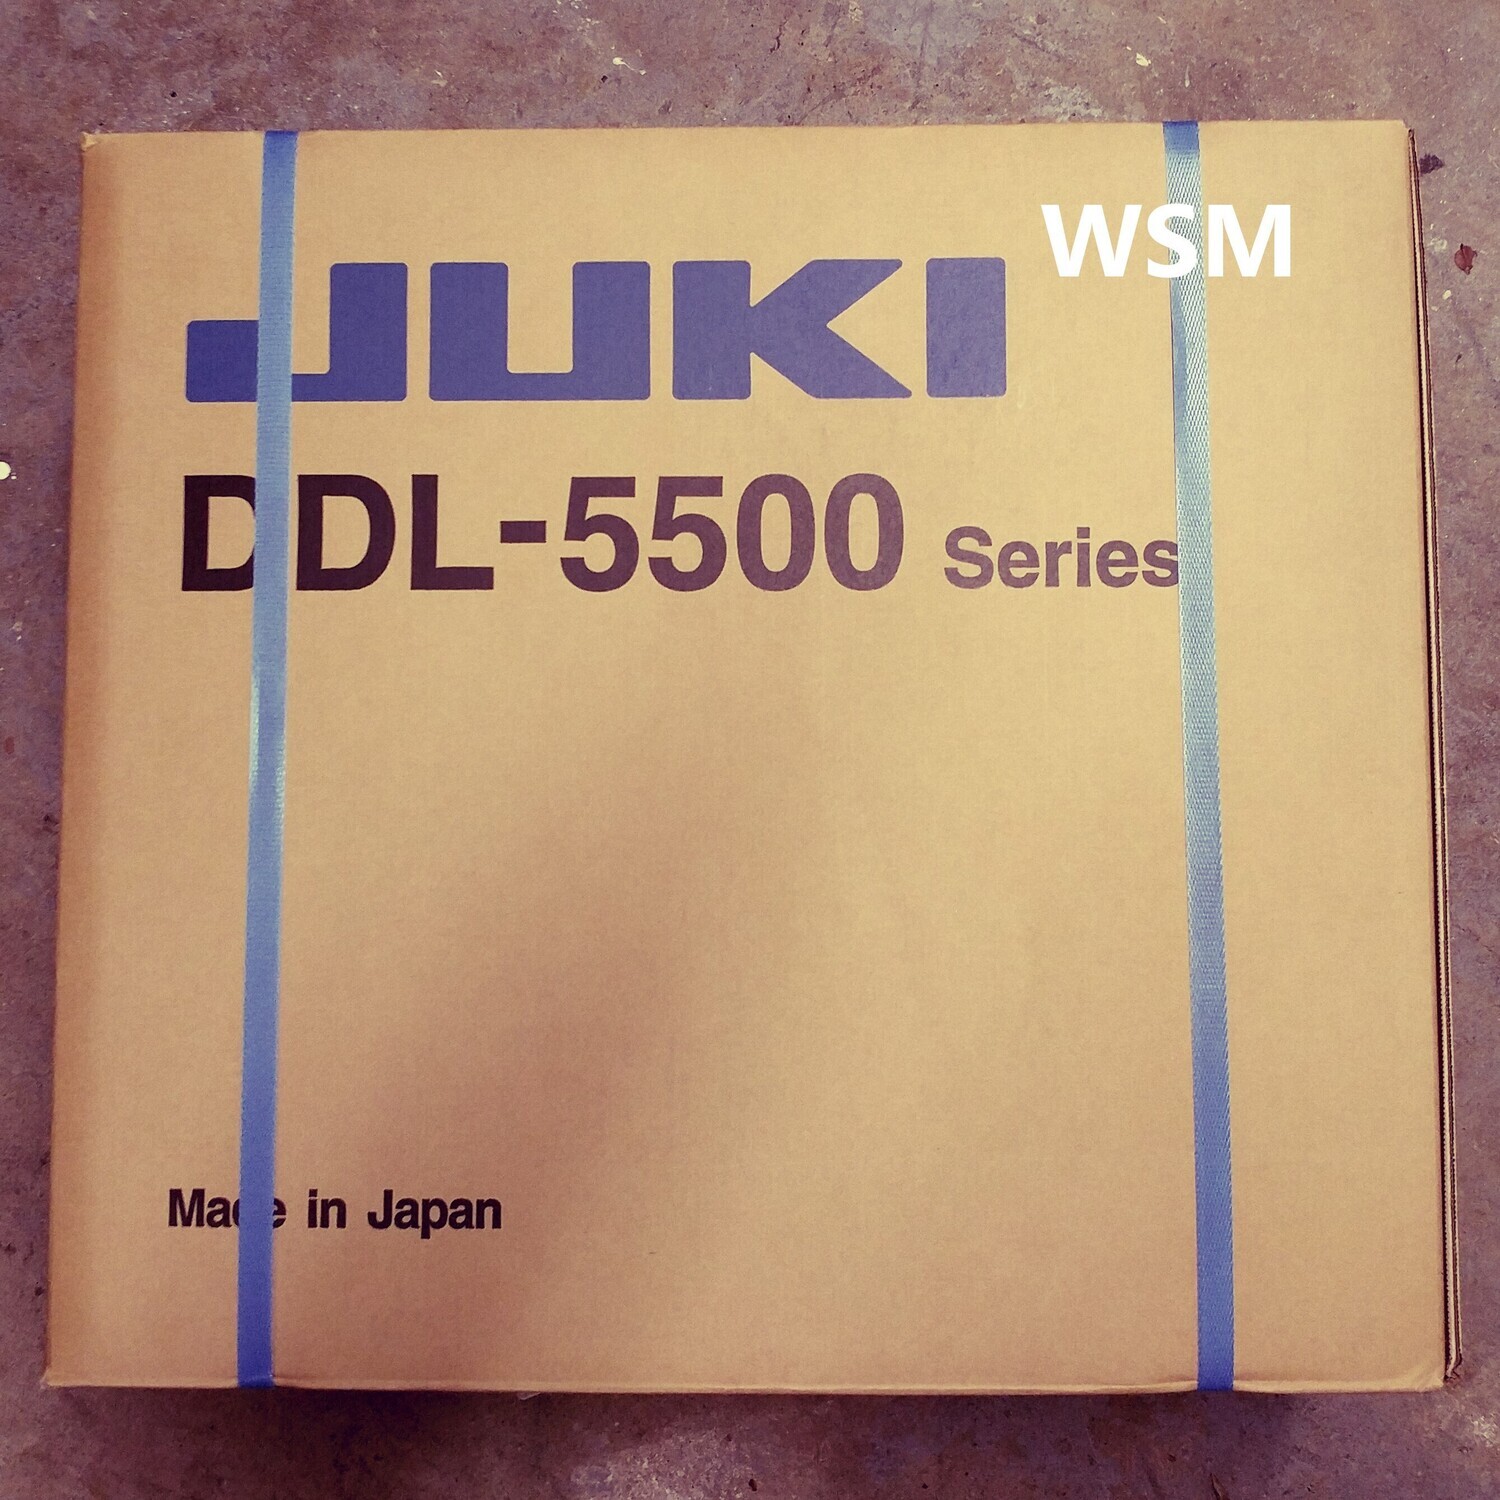 WSM
JUKI
DDL-5500 Series
Made in Japan